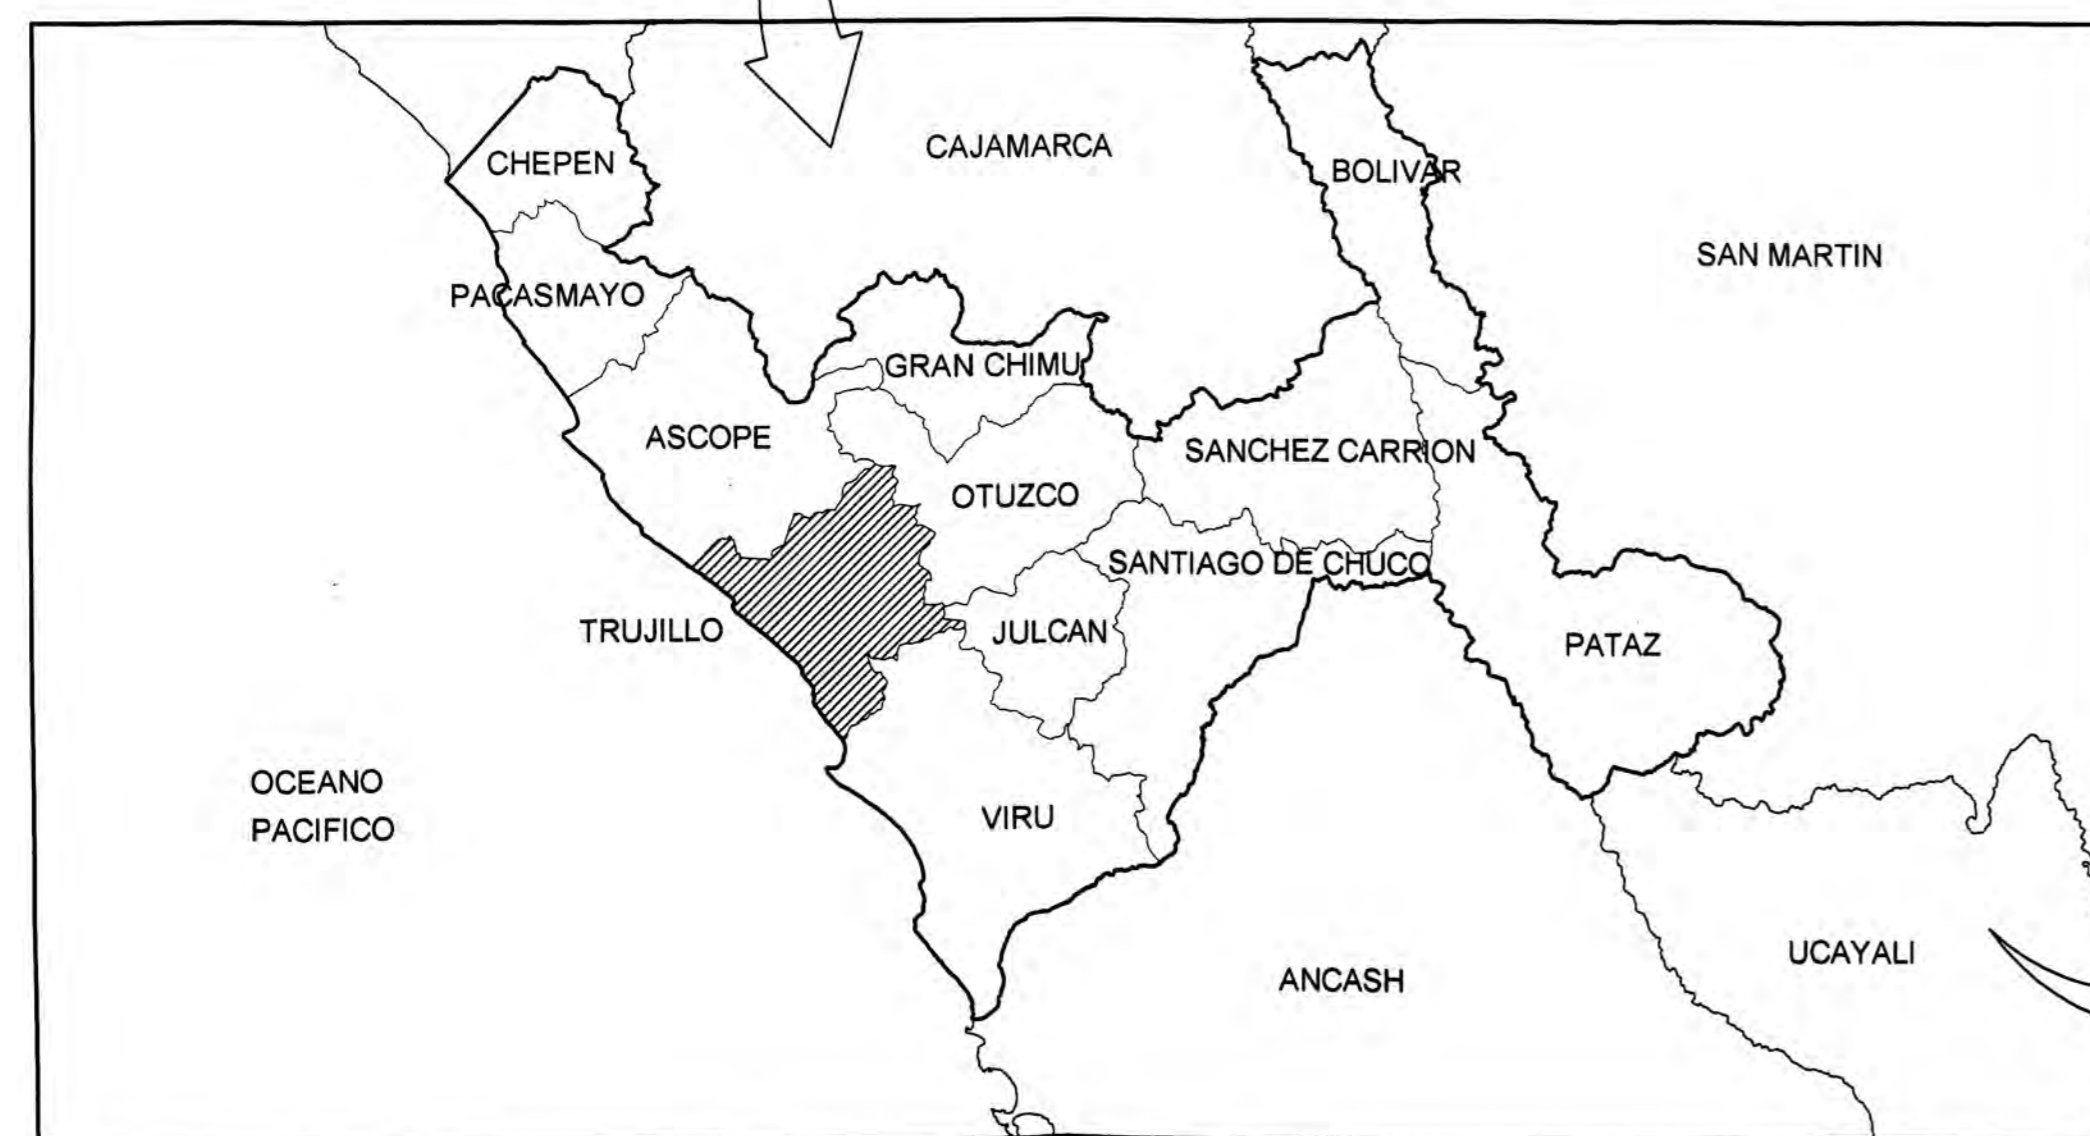 CAJAMARCA
CHEPEN
BOLIVAR
SAN MARTIN
PACASMAYO
GRAN CHIMU
ASCOPE
SANCHEZ CARRION
OTUZCO
SANTIAGO DE CHUCO
TRUJILLO
JULCAN
PATAZ
OCEANO
PACIFICO
VIRU
UCAYALI
ANCASH